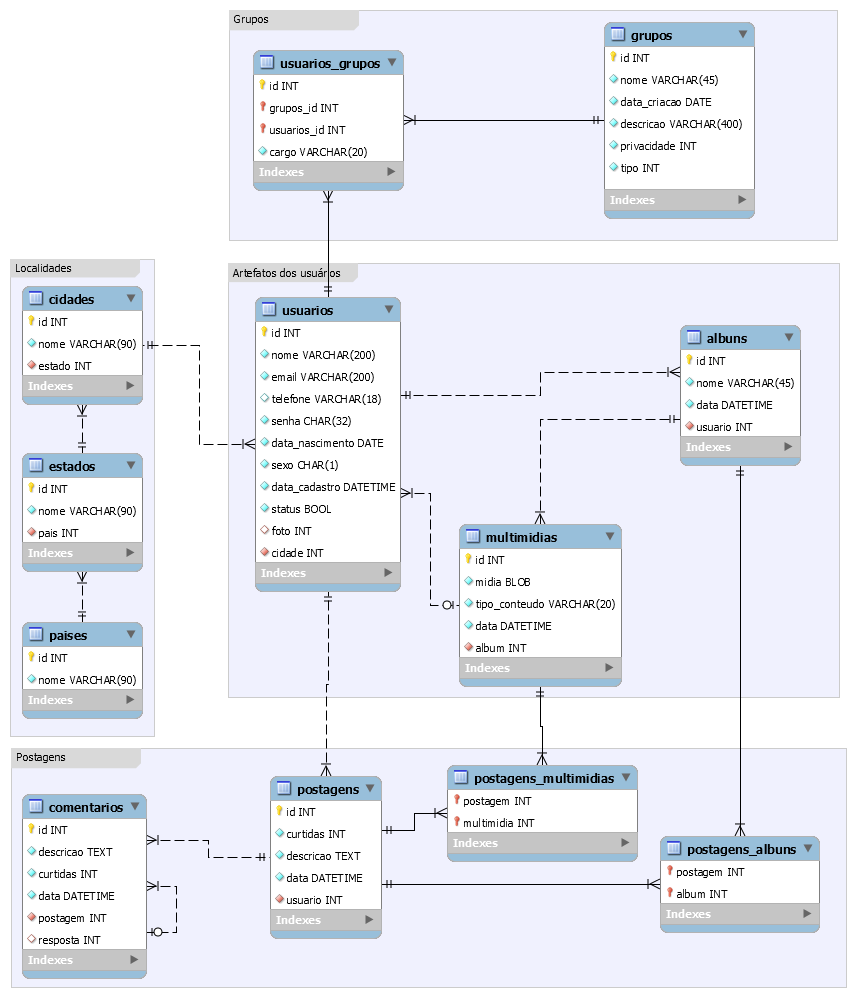 Grupos
usuarios_grupos
id INT
grupos_id INT
usuarios_id INT
cargo VARCHAR(20)
Indexes
grupos
id INT
nome VARCHAR(45)
data_criacao DATE
descricao VARCHAR(400)
privacidade INT
tipo INT
Indexes
Localidades
cidades
id INT
nome VARCHAR(90)
estado INT
Indexes
estados
id INT
nome VARCHAR(90)
pais INT
Indexes
paises
id INT
nome VARCHAR(90)
Indexes
Artefatos dos usuários
usuarios
id INT
nome VARCHAR(200)
email VARCHAR(200)
telefone VARCHAR(18)
senha CHAR(32)
data_nascimento DATE
sexo CHAR(1)
data_cadastro DATETIME
status BOOL
foto INT
cidade INT
Indexes
albuns
id INT
nome VARCHAR(45)
data DATETIME
usuario INT
Indexes
multimidias
id INT
midia BLOB
tipo_conteudo VARCHAR(20)
data DATETIME
album INT
Indexes
Postagens
comentarios
id INT
descricao TEXT
curtidas INT
data DATETIME
postagem INT
resposta INT
Indexes
postagens
id INT
curtidas INT
descricao TEXT
data DATETIME
usuario INT
Indexes
postagens_multimidias
postagem INT
multimidia INT
Indexes
postagens_albuns
postagem INT
album INT
Indexes